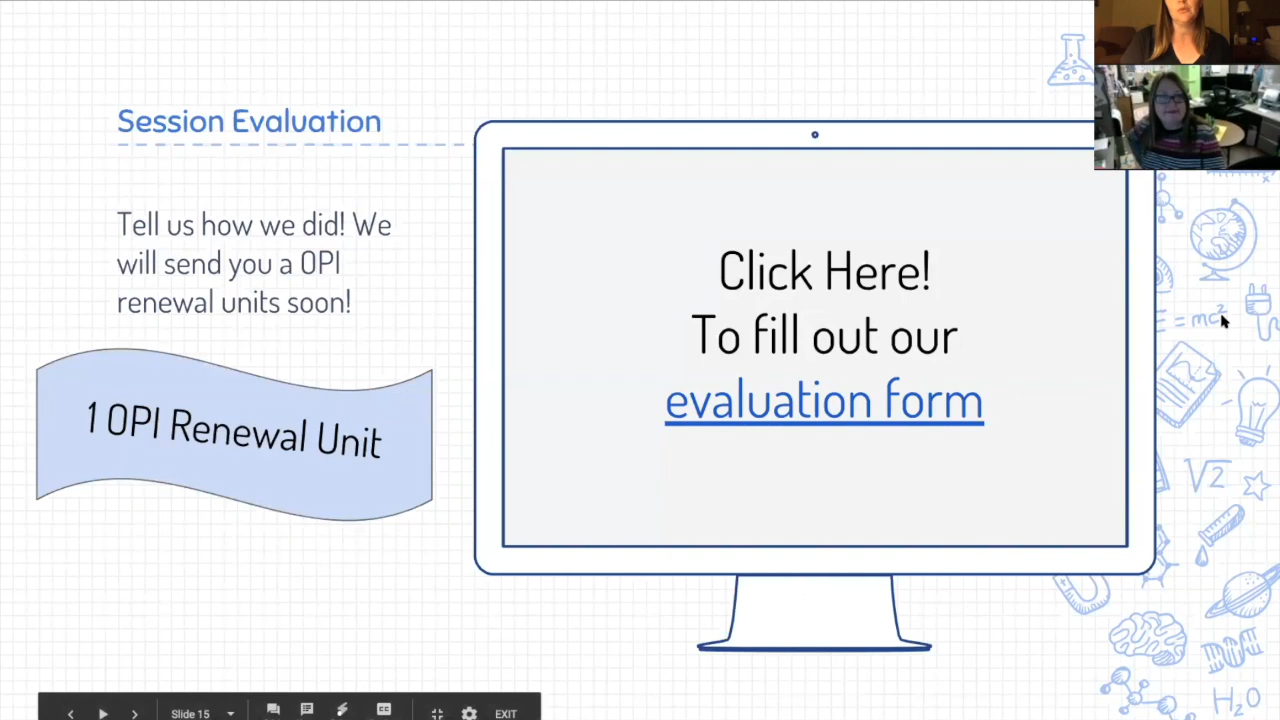 Session Evaluation
Tell us how we did! We
will send you a OPI
renewal units soon!
1 OPI Renewal Unit
Click Here!
To fill out our
evaluation form
= mc²
√2
H₂O
Slide 15
CC
EXIT